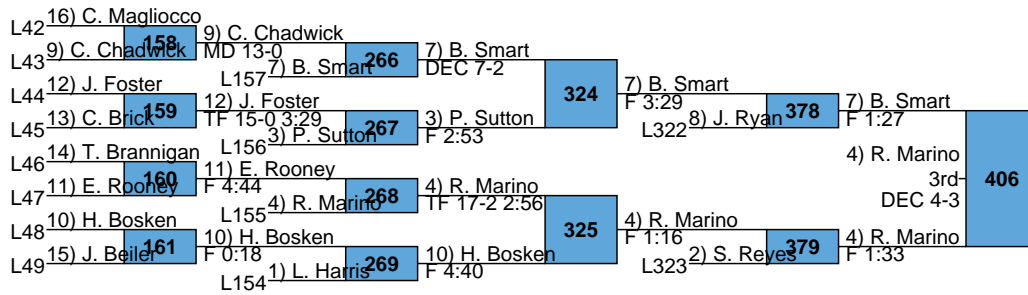 L42 16) C. Magliocco
158
L43 9) C. Chadwick
9) C. Chadwick
MD 13-0
L157 7) B. Smart
266
7) B. Smart
DEC 7-2
L44 12) J. Foster
159
L45 13) C. Brick
12) J. Foster
TF 15-0 3:29
L156 3) P. Sutton
267
3) P. Sutton
F 2:53
324
7) B. Smart
F 3:29
L322 8) J. Ryan
378
7) B. Smart
F 1:27
L46 14) T. Brannigan
160
L47 11) E. Rooney
11) E. Rooney
F 4:44
L155 4) R. Marino
268
4) R. Marino
TF 17-2 2:56
L48 10) H. Bosken
161
L49 15) J. Beiler
10) H. Bosken
F 0:18
L154 1) L. Harris
269
10) H. Bosken
F 4:40
325
4) R. Marino
F 1:16
L323 2) S. Reyes
379
4) R. Marino
F 1:33
4) R. Marino
3rd
DEC 4-3
406